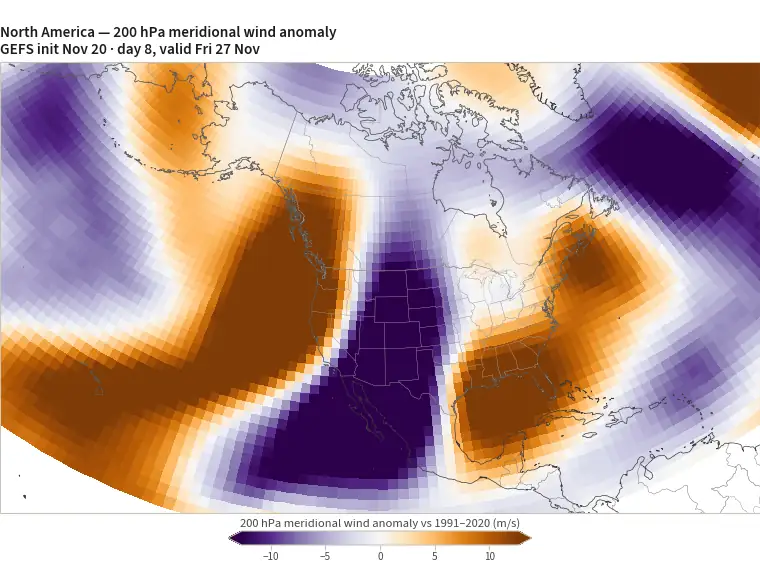 North America — 200 hPa meridional wind anomaly
GEFS init Nov 20 · day 8, valid Fri 27 Nov
200 hPa meridional wind anomaly vs 1991–2020 (m/s)
−10 −5 0 5 10